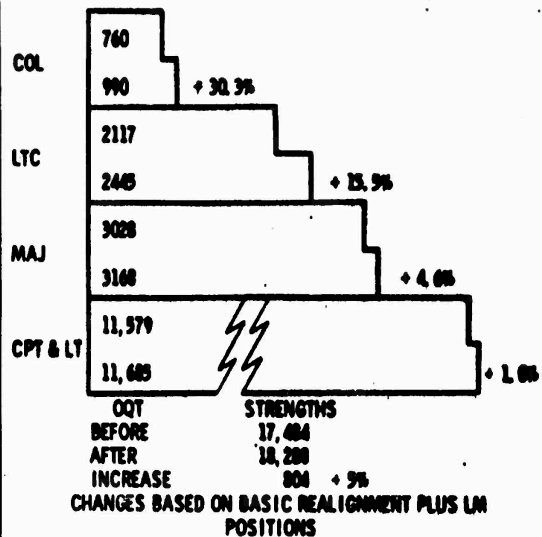 760
COL
990 + 30.3%
2117
LTC
2445 + 15.5%
3028
MAJ
3168 + 4.6%
11,579
CPT & LT
11,685 + 1.0%
OQT STRENGTHS
BEFORE 17,484
AFTER 18,288
INCREASE 804 + 5%
CHANGES BASED ON BASIC REALIGNMENT PLUS LM
POSITIONS